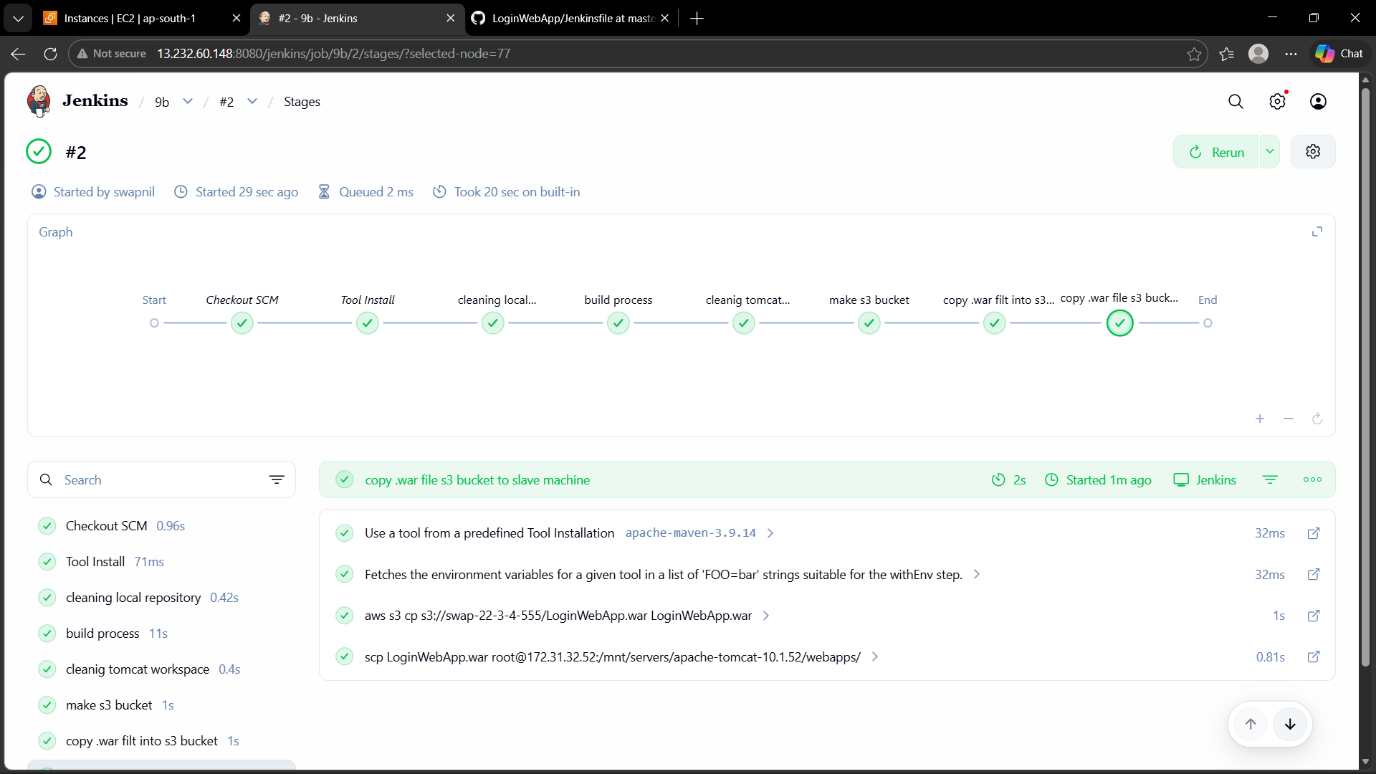 Instances | EC2 | ap-south-1
#2 - 9b - Jenkins
LoginWebApp/Jenkinsfile at maste
Not secure 13.232.60.148:8080/jenkins/job/9b/2/stages/?selected-node=77
Chat
Jenkins / 9b / #2 / Stages
#2
Rerun
Started by swapnil Started 29 sec ago Queued 2 ms Took 20 sec on built-in
Graph
Start Checkout SCM Tool Install cleaning local... build process cleanig tomcat... make s3 bucket copy .war filt into s3... copy .war file s3 buck... End
Search
copy .war file s3 bucket to slave machine 2s Started 1m ago Jenkins
Checkout SCM 0.96s
Tool Install 71ms
cleaning local repository 0.42s
build process 11s
cleanig tomcat workspace 0.4s
make s3 bucket 1s
copy .war filt into s3 bucket 1s
Use a tool from a predefined Tool Installation apache-maven-3.9.14 32ms
Fetches the environment variables for a given tool in a list of 'FOO=bar' strings suitable for the withEnv step. 32ms
aws s3 cp s3://swap-22-3-4-555/LoginWebApp.war LoginWebApp.war 1s
scp LoginWebApp.war root@172.31.32.52:/mnt/servers/apache-tomcat-10.1.52/webapps/ 0.81s